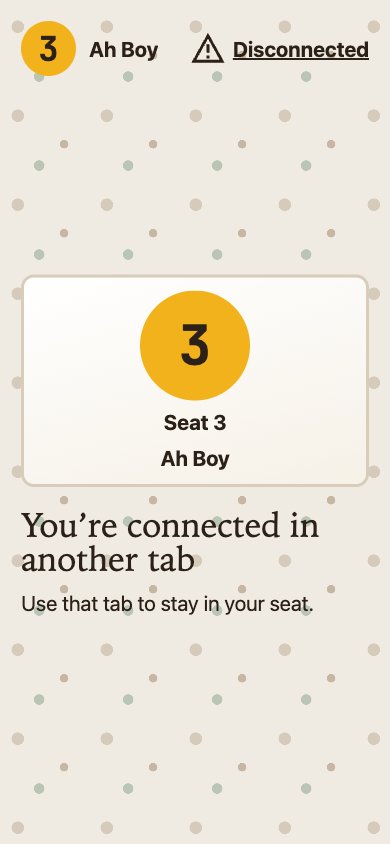 3 Ah Boy Disconnected
3
Seat 3
Ah Boy
You’re connected in
another tab
Use that tab to stay in your seat.